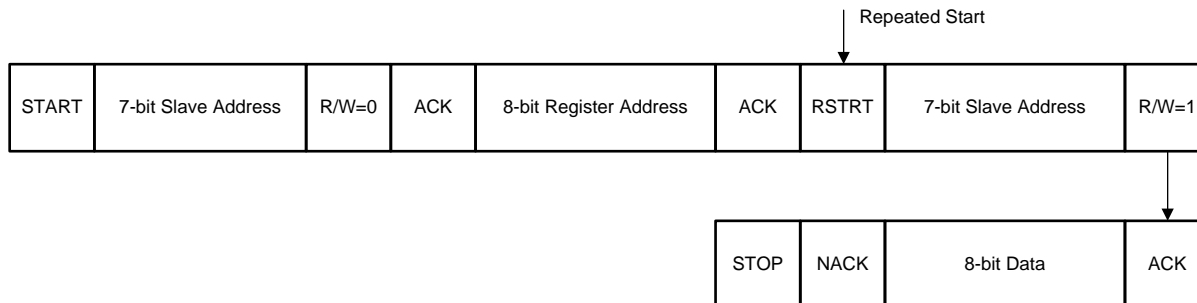 Repeated Start
START 7-bit Slave Address R/W=0 ACK 8-bit Register Address ACK RSTRT 7-bit Slave Address R/W=1
STOP NACK 8-bit Data ACK